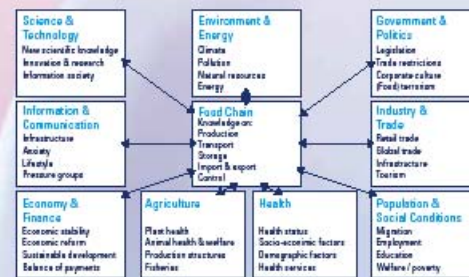 Science &
Technology
New scientific knowledge
Innovation & research
Information society
Environment &
Energy
Climate
Pollution
Natural resources
Energy
Government &
Politics
Legislation
Trade restrictions
Corporate culture
(Food) terrorism
Information &
Communication
Infrastructure
Anxiety
Lifestyle
Pressure groups
Food Chain
Knowledge on:
Production
Transport
Storage
Import & export
Control
Industry &
Trade
Retail trade
Global trade
Infrastructure
Tourism
Economy &
Finance
Economic stability
Economic reform
Sustainable development
Balance of payments
Agriculture
Plant health
Animal health & welfare
Production structures
Fisheries
Health
Health status
Socio-economic factors
Demographic factors
Health services
Population &
Social Conditions
Migration
Employment
Education
Welfare / poverty